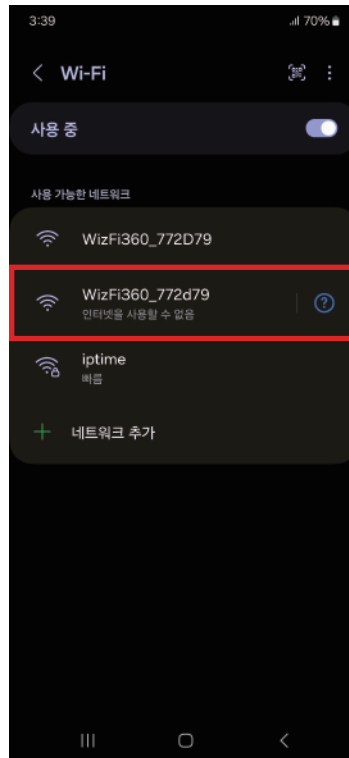 3:39
70%
Wi-Fi
사용 중
사용 가능한 네트워크
WizFi360_772D79
WizFi360_772d79
인터넷을 사용할 수 없음
?
iptime
빠름
네트워크 추가